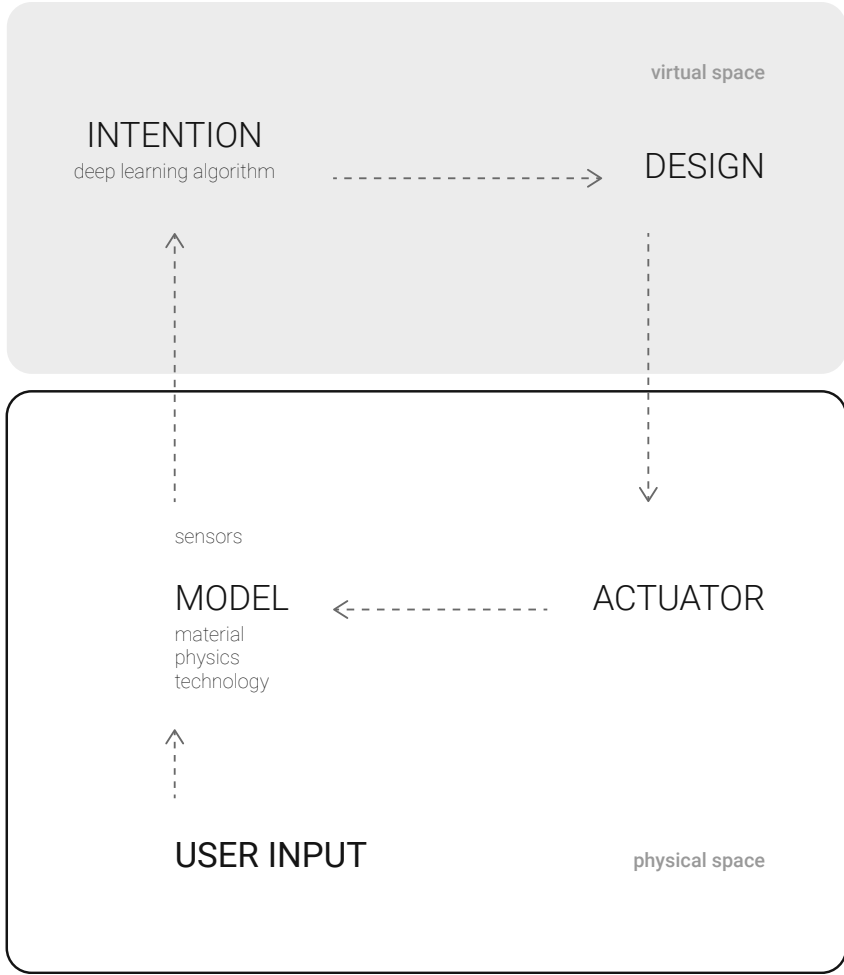 virtual space
INTENTION
deep learning algorithm
DESIGN
sensors
MODEL
material
physics
technology
ACTUATOR
USER INPUT
physical space